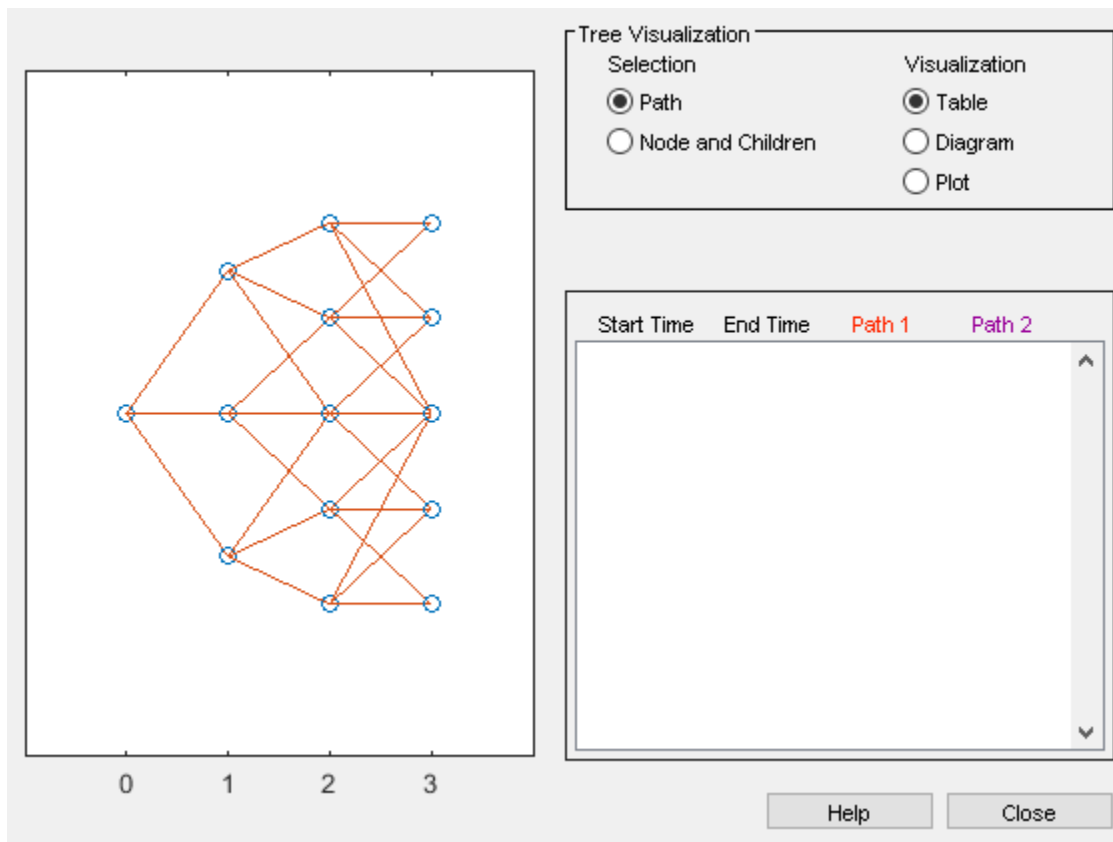 Tree Visualization
Selection Visualization
Path Table
Node and Children Diagram
Plot
Start Time End Time Path 1 Path 2
0 1 2 3
Help Close